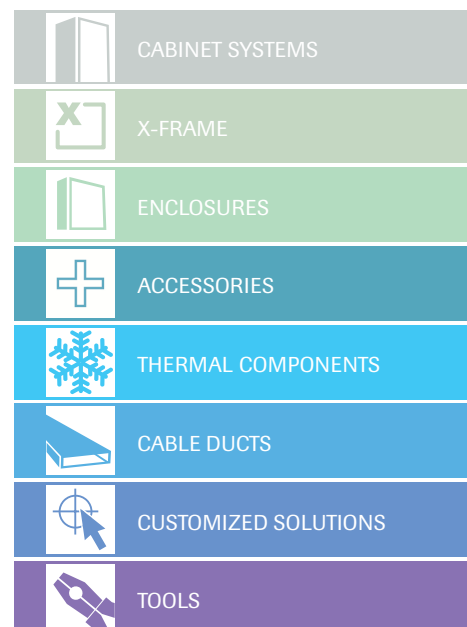 CABINET SYSTEMS
X
X-FRAME
ENCLOSURES
ACCESSORIES
THERMAL COMPONENTS
CABLE DUCTS
CUSTOMIZED SOLUTIONS
TOOLS